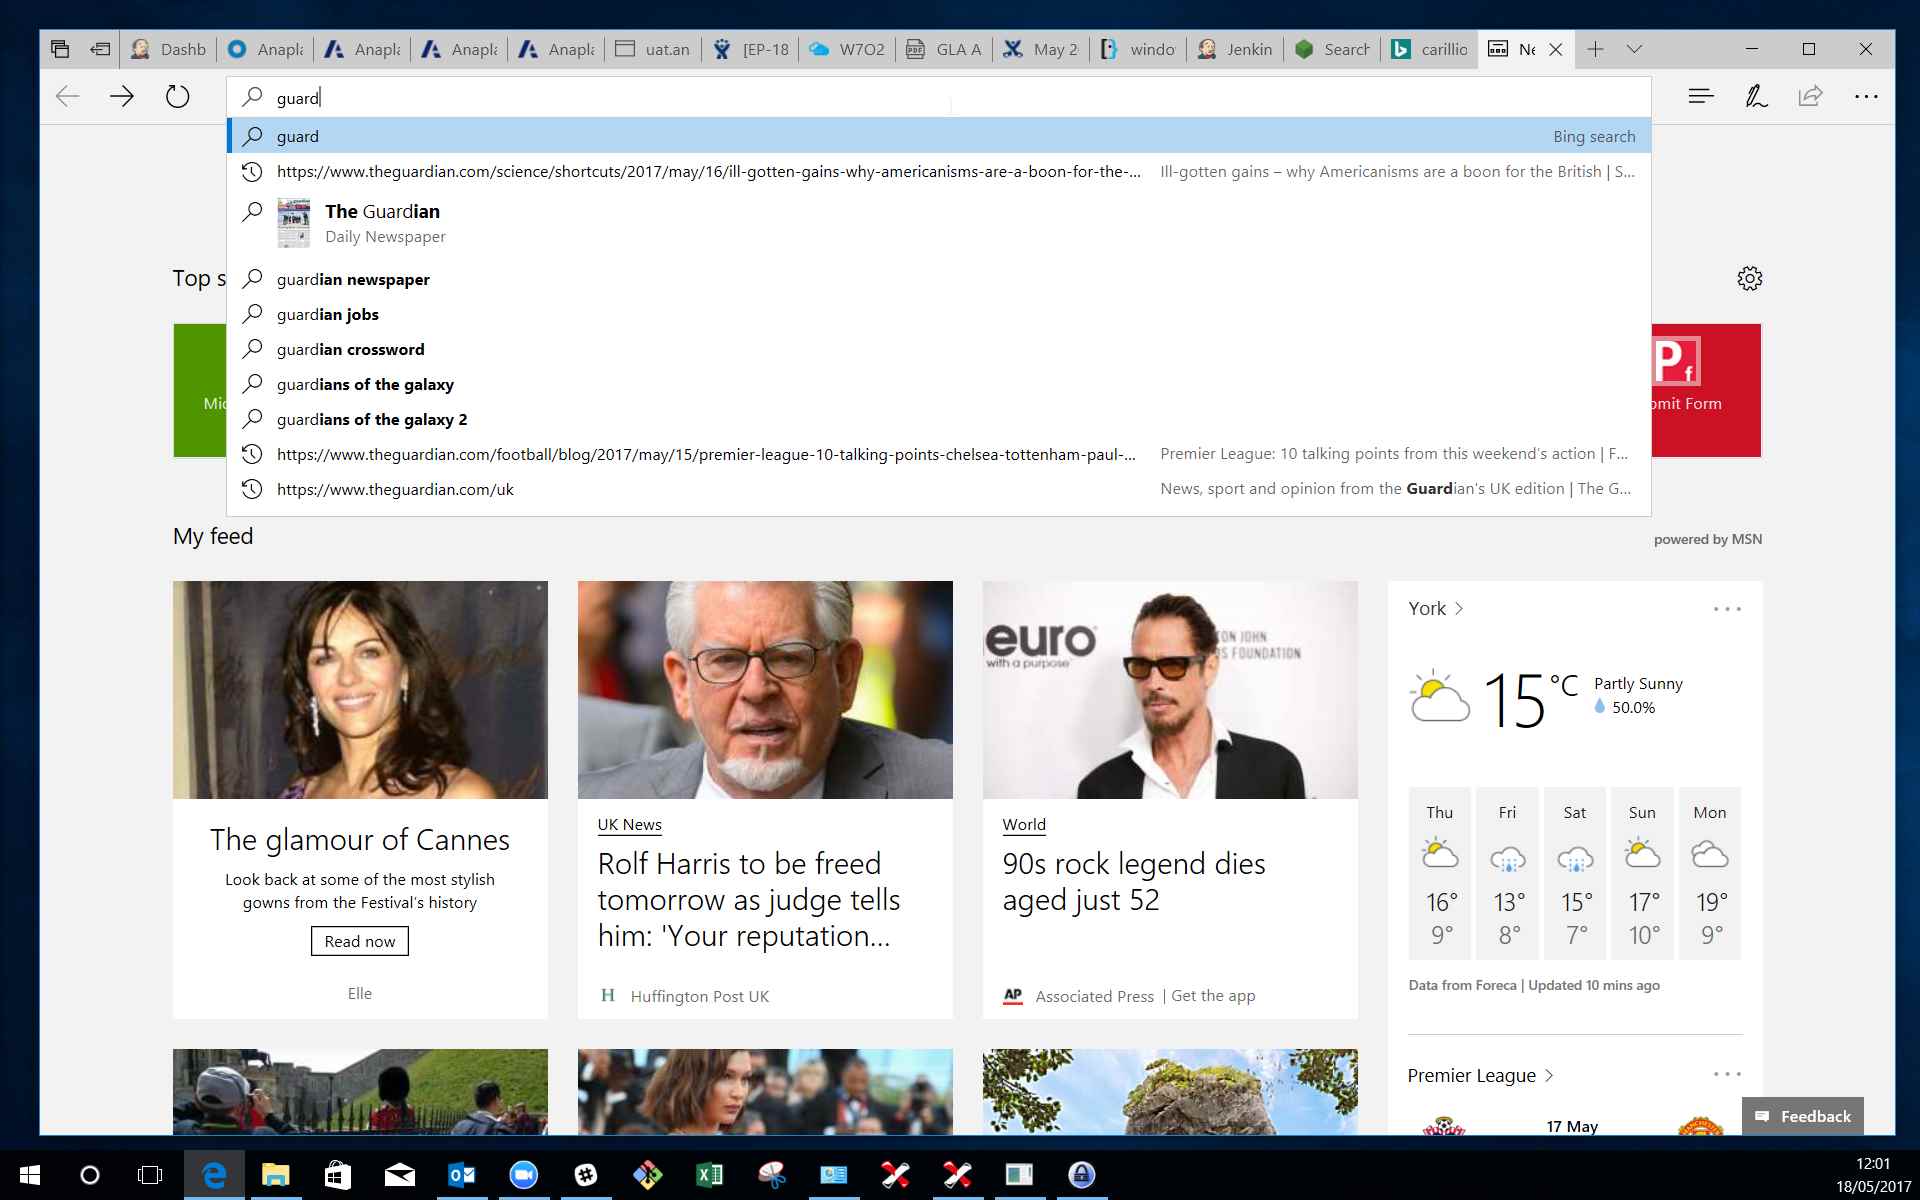 Dashb
Anapla
Anapla
Anapla
Anapla
uat.an
[EP-18
W7O2
GLA A
May 2
windo
Jenkin
Search
carillio
Ne
guard
guard Bing search
https://www.theguardian.com/science/shortcuts/2017/may/16/ill-gotten-gains-why-americanisms-are-a-boon-for-the-... Ill-gotten gains – why Americanisms are a boon for the British | S...
The Guardian
Daily Newspaper
Top s
guardian newspaper
guardian jobs
guardian crossword
guardians of the galaxy
guardians of the galaxy 2
https://www.theguardian.com/football/blog/2017/may/15/premier-league-10-talking-points-chelsea-tottenham-paul-... Premier League: 10 talking points from this weekend's action | F...
https://www.theguardian.com/uk News, sport and opinion from the Guardian's UK edition | The G...
Mic
P f
omit Form
My feed
powered by MSN
The glamour of Cannes
Look back at some of the most stylish
gowns from the Festival's history
Read now
Elle
UK News
Rolf Harris to be freed
tomorrow as judge tells
him: 'Your reputation...
H Huffington Post UK
euro
with a purpose
TON JOHN
S FOUNDATION
World
90s rock legend dies
aged just 52
AP Associated Press | Get the app
York
15 °C
Partly Sunny
50.0%
Thu Fri Sat Sun Mon
16° 13° 15° 17° 19°
9° 8° 7° 10° 9°
Data from Foreca | Updated 10 mins ago
Premier League
17 May
Feedback
12:01
18/05/2017